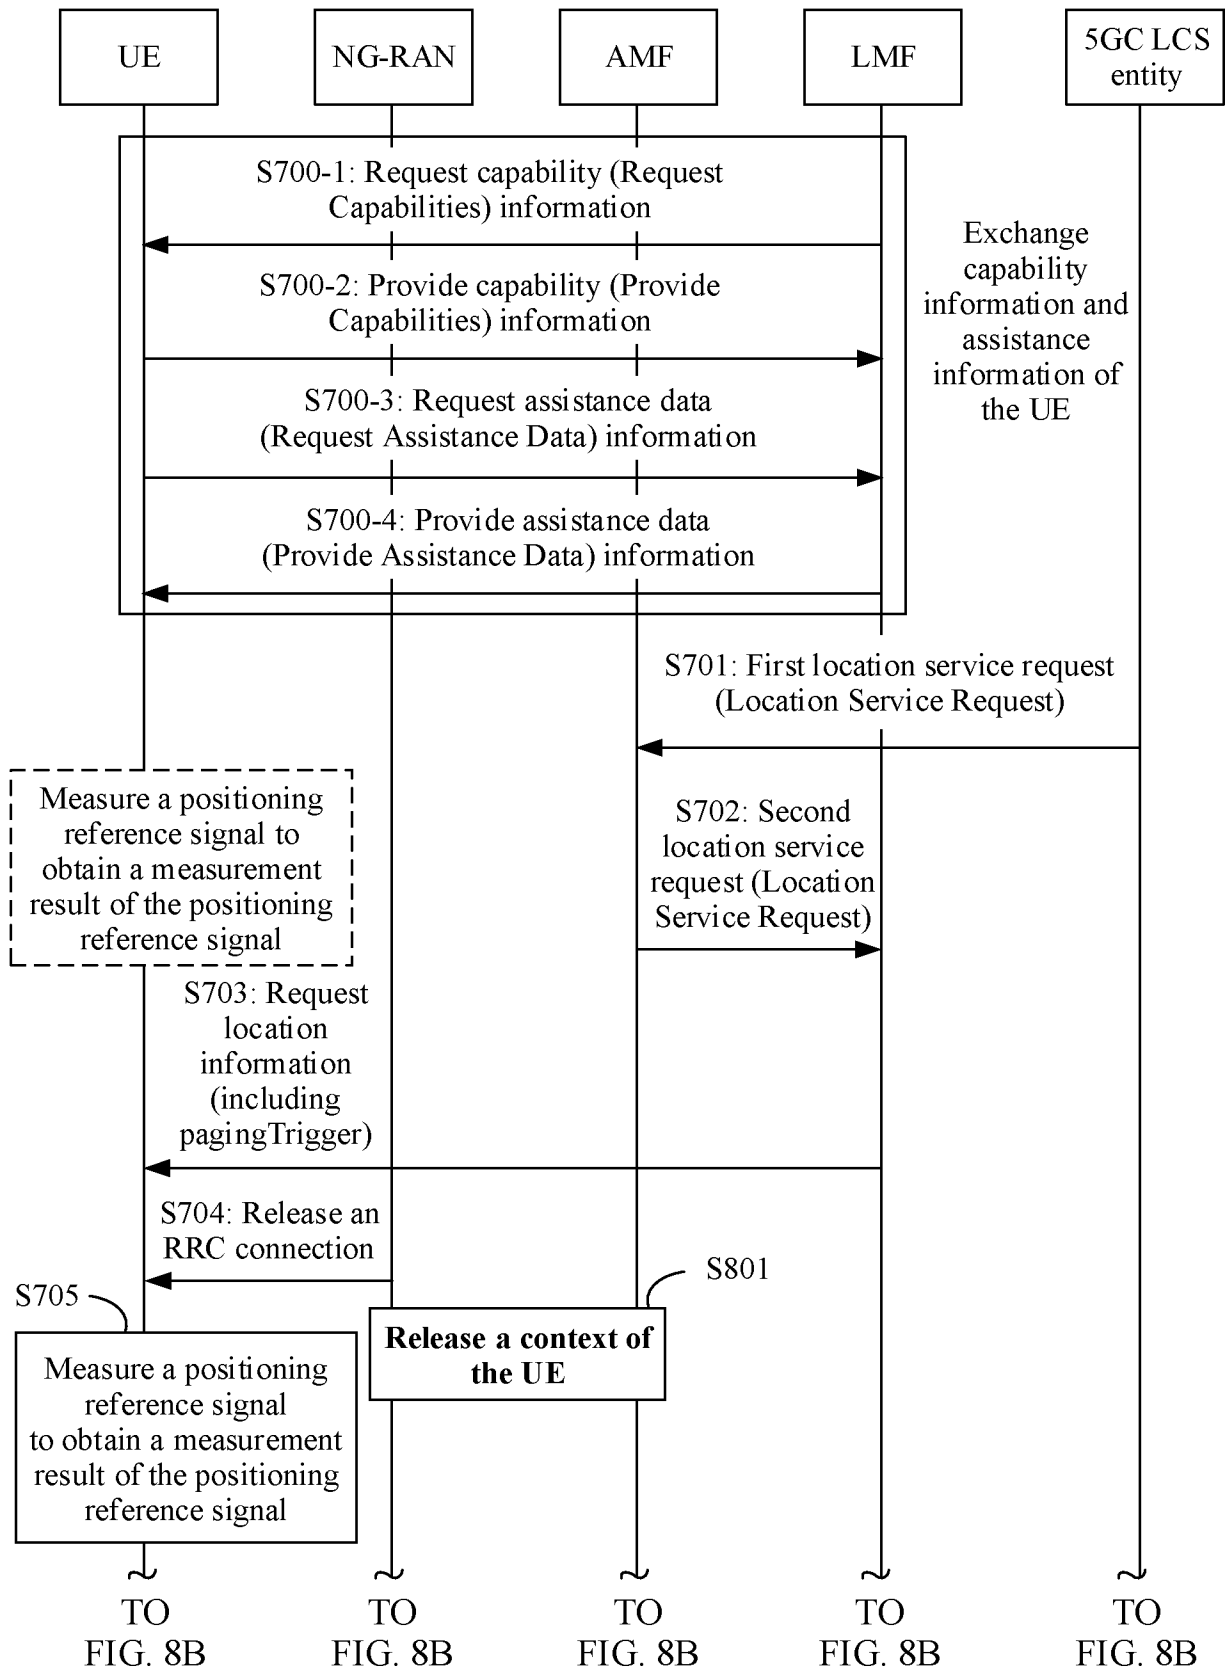 UE
NG-RAN
AMF
LMF
5GC LCS
entity
S700-1: Request capability (Request
Capabilities) information
S700-2: Provide capability (Provide
Capabilities) information
S700-3: Request assistance data
(Request Assistance Data) information
S700-4: Provide assistance data
(Provide Assistance Data) information
Exchange
capability
information and
assistance
information of
the UE
S701: First location service request
(Location Service Request)
Measure a positioning
reference signal to
obtain a measurement
result of the positioning
reference signal
S702: Second
location service
request (Location
Service Request)
S703: Request
location
information
(including
pagingTrigger)
S704: Release an
RRC connection
S801
Release a context of
the UE
S705
Measure a positioning
reference signal
to obtain a measurement
result of the positioning
reference signal
TO
FIG. 8B
TO
FIG. 8B
TO
FIG. 8B
TO
FIG. 8B
TO
FIG. 8B